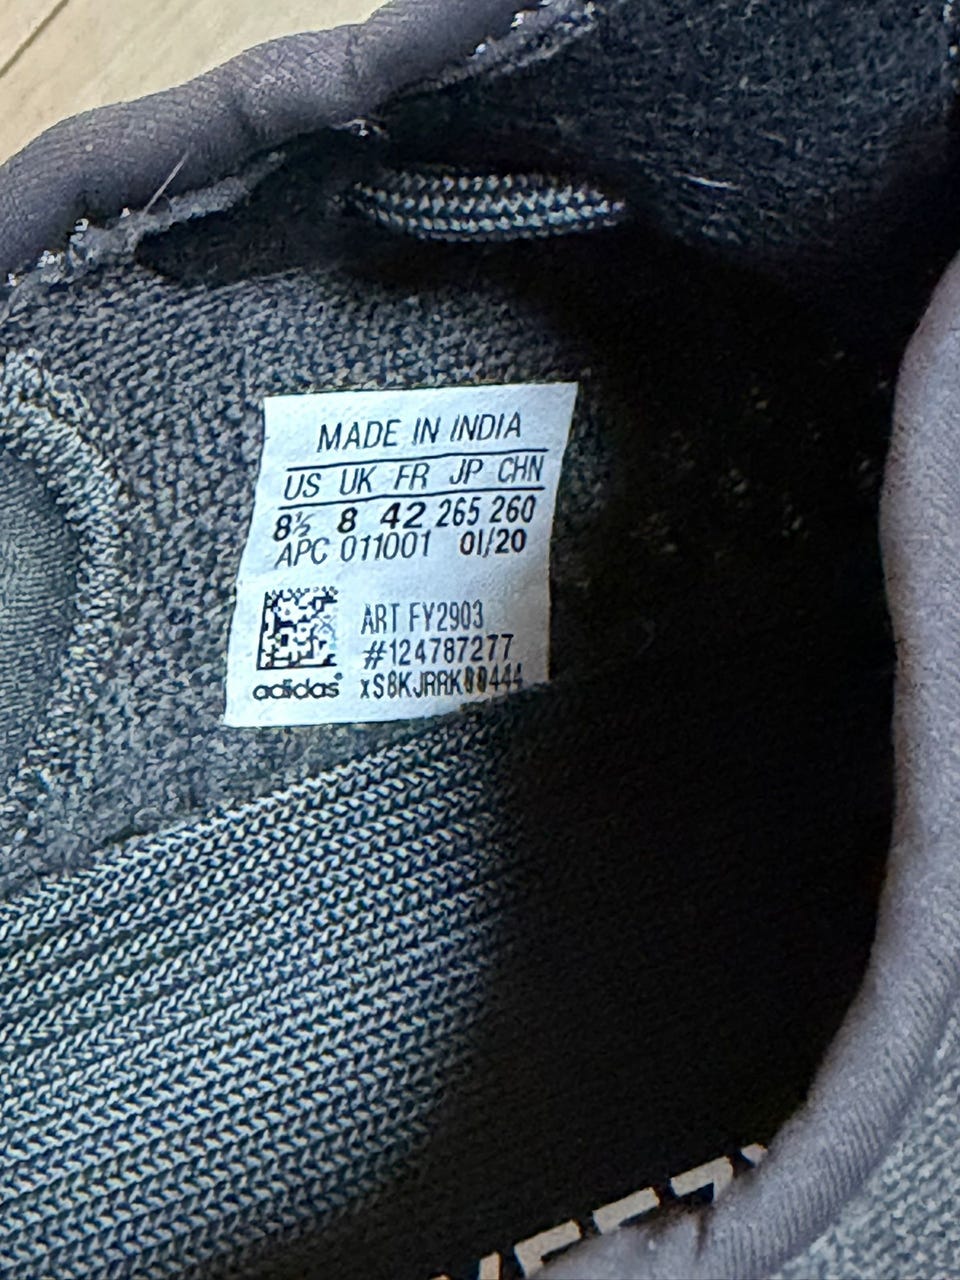 MADE IN INDIA
US UK FR JP CHN
8½ 8 42 265 260
APC 011001 01/20
ART FY2903
#124787277
adidas®